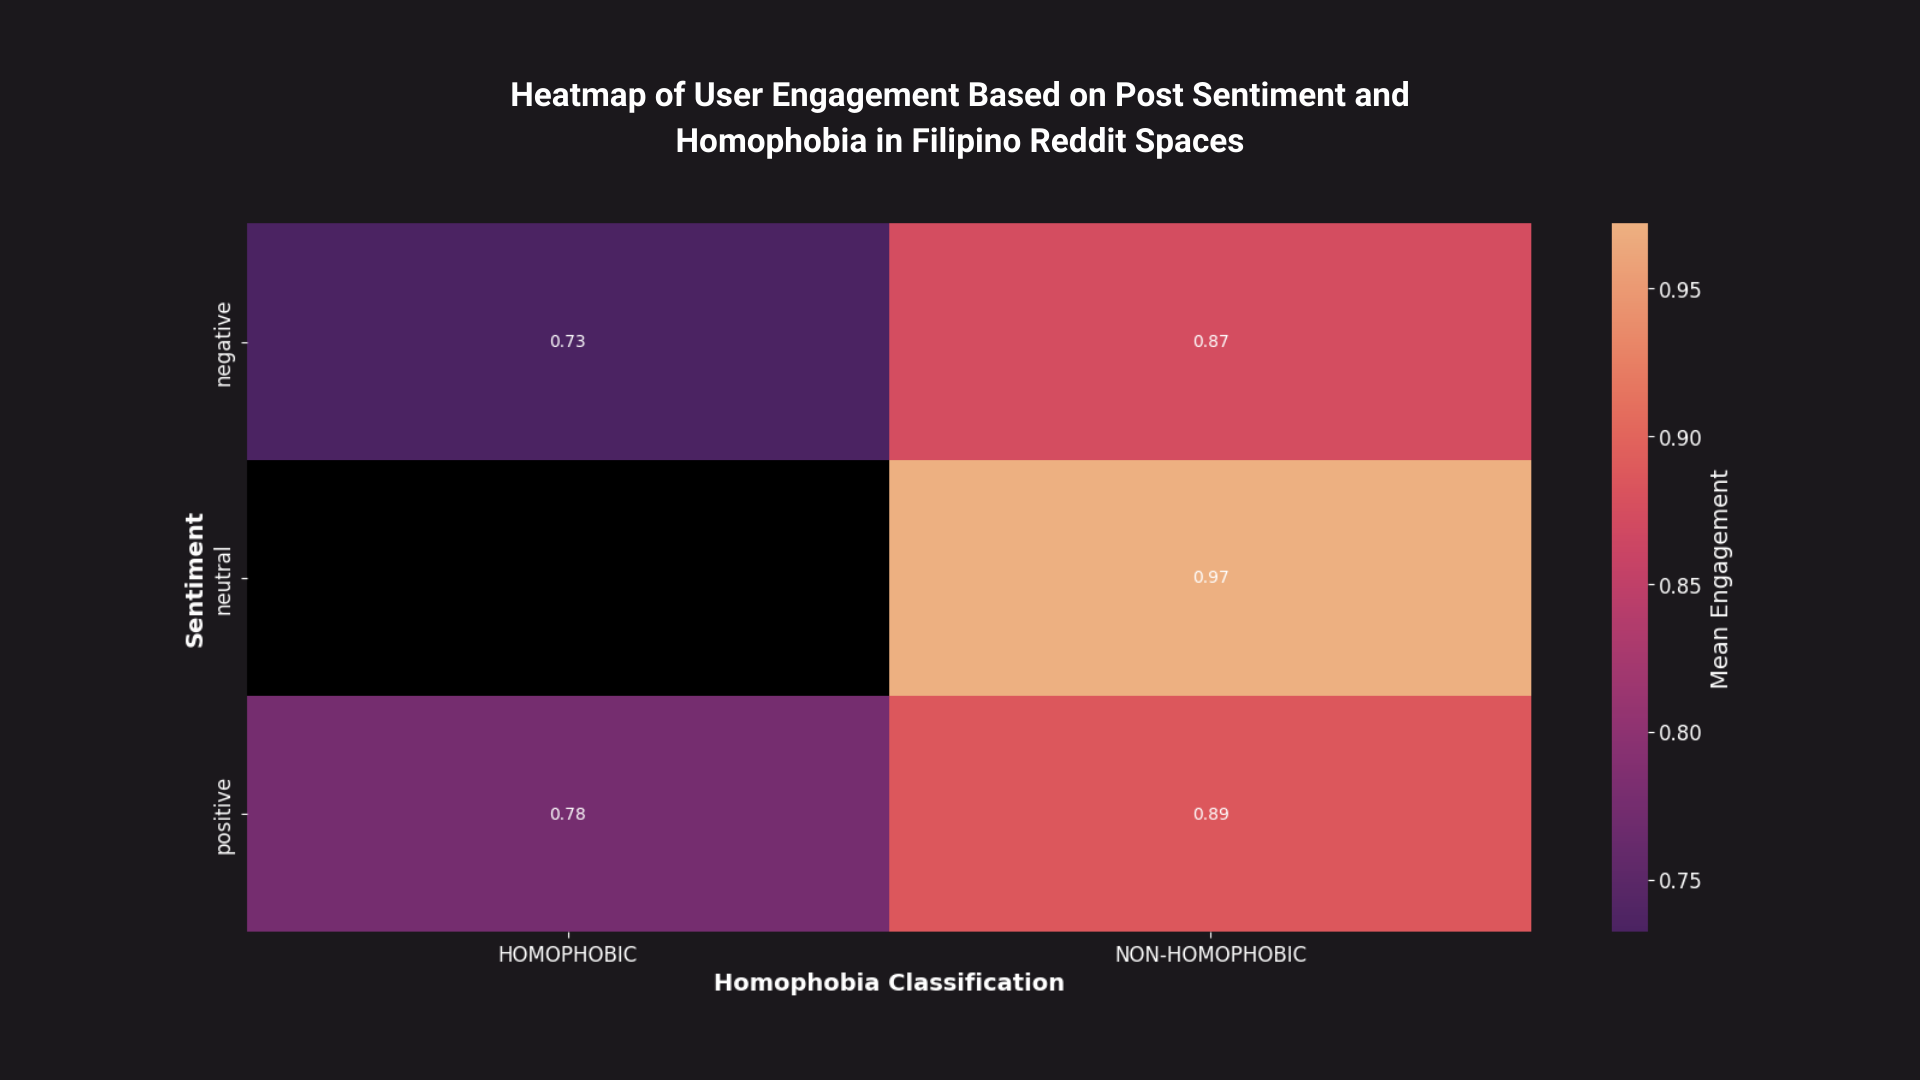 Heatmap of User Engagement Based on Post Sentiment and
Homophobia in Filipino Reddit Spaces
Sentiment
negative
0.73
0.87
neutral
0.97
positive
0.78
0.89
HOMOPHOBIC
NON-HOMOPHOBIC
Homophobia Classification
0.95
0.90
0.85
0.80
0.75
Mean Engagement